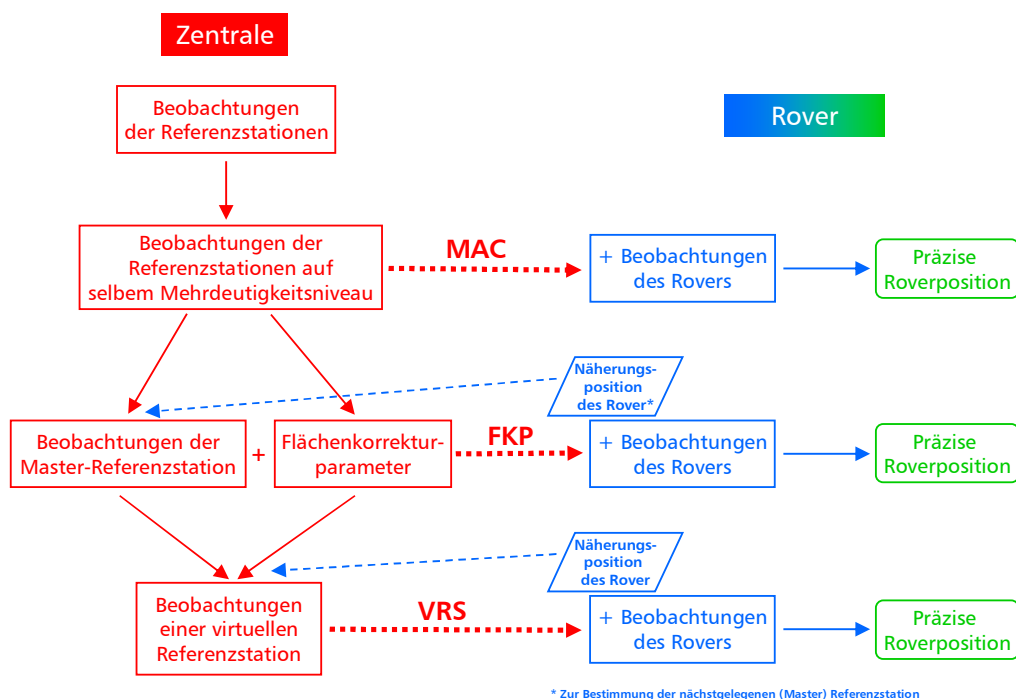 Zentrale
Beobachtungen
der Referenzstationen
Rover
Beobachtungen der
Referenzstationen auf
selbem Mehrdeutigkeitsniveau
MAC
+ Beobachtungen
des Rovers
Präzise
Roverposition
Näherungs-
position
des Rover*
Beobachtungen der
Master-Referenzstation
+
Flächenkorrektur-
parameter
FKP
+ Beobachtungen
des Rovers
Präzise
Roverposition
Näherungs-
position
des Rover
Beobachtungen
einer virtuellen
Referenzstation
VRS
+ Beobachtungen
des Rovers
Präzise
Roverposition
* Zur Bestimmung der nächstgelegenen (Master) Referenzstation